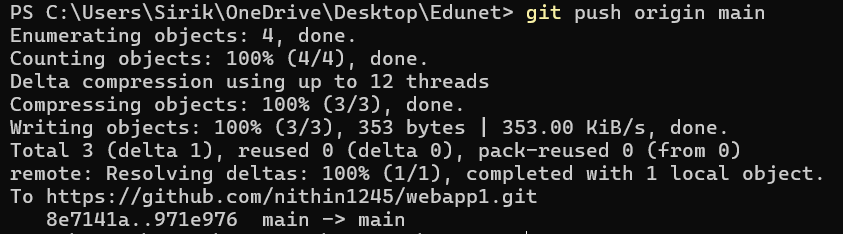 PS C:\Users\Sirik\OneDrive\Desktop\Edunet> git push origin main
Enumerating objects: 4, done.
Counting objects: 100% (4/4), done.
Delta compression using up to 12 threads
Compressing objects: 100% (3/3), done.
Writing objects: 100% (3/3), 353 bytes | 353.00 KiB/s, done.
Total 3 (delta 1), reused 0 (delta 0), pack-reused 0 (from 0)
remote: Resolving deltas: 100% (1/1), completed with 1 local object.
To https://github.com/nithin1245/webapp1.git
   8e7141a..971e976  main -> main